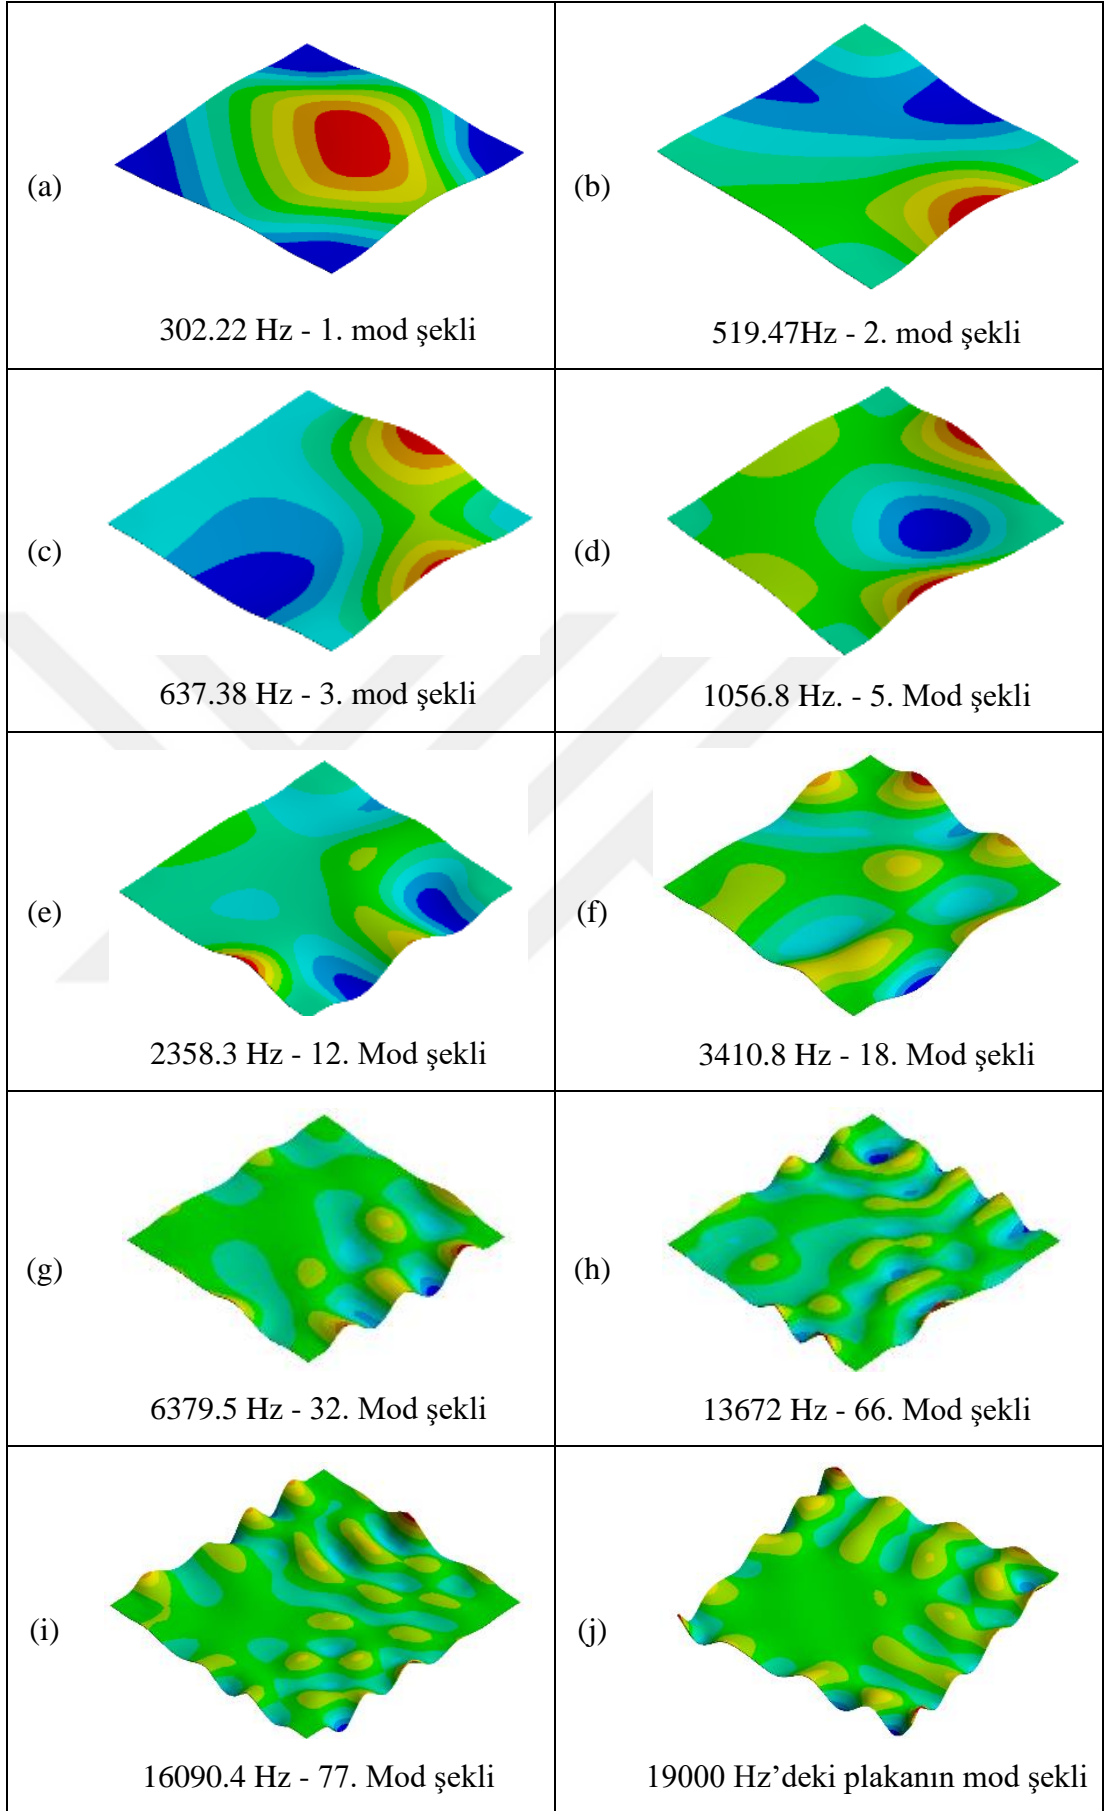 (a)
302.22 Hz - 1. mod şekli
(b)
519.47Hz - 2. mod şekli
(c)
637.38 Hz - 3. mod şekli
(d)
1056.8 Hz. - 5. Mod şekli
(e)
2358.3 Hz - 12. Mod şekli
(f)
3410.8 Hz - 18. Mod şekli
(g)
6379.5 Hz - 32. Mod şekli
(h)
13672 Hz - 66. Mod şekli
(i)
16090.4 Hz - 77. Mod şekli
(j)
19000 Hz’deki plakanın mod şekli